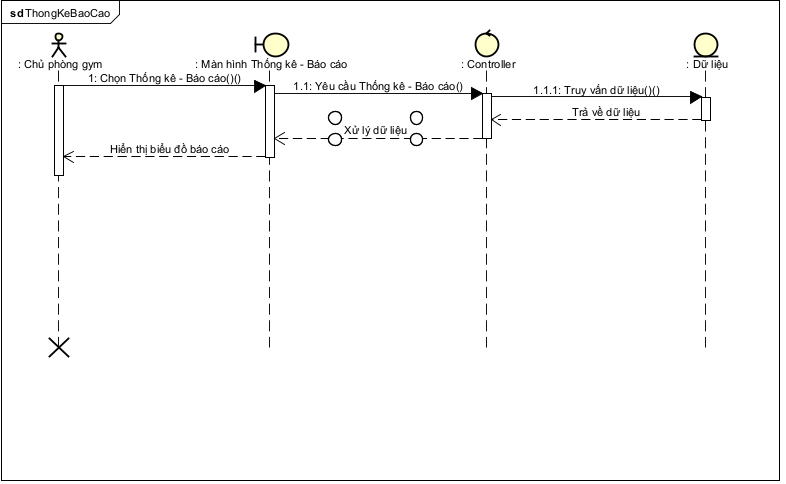 sd ThongKeBaoCao
: Chủ phòng gym
: Màn hình Thống kê - Báo cáo
: Controller
: Dữ liệu
1: Chọn Thống kê - Báo cáo()()
1.1: Yêu cầu Thống kê - Báo cáo()
1.1.1: Truy vấn dữ liệu()()
Trả về dữ liệu
Xử lý dữ liệu
Hiển thị biểu đồ báo cáo